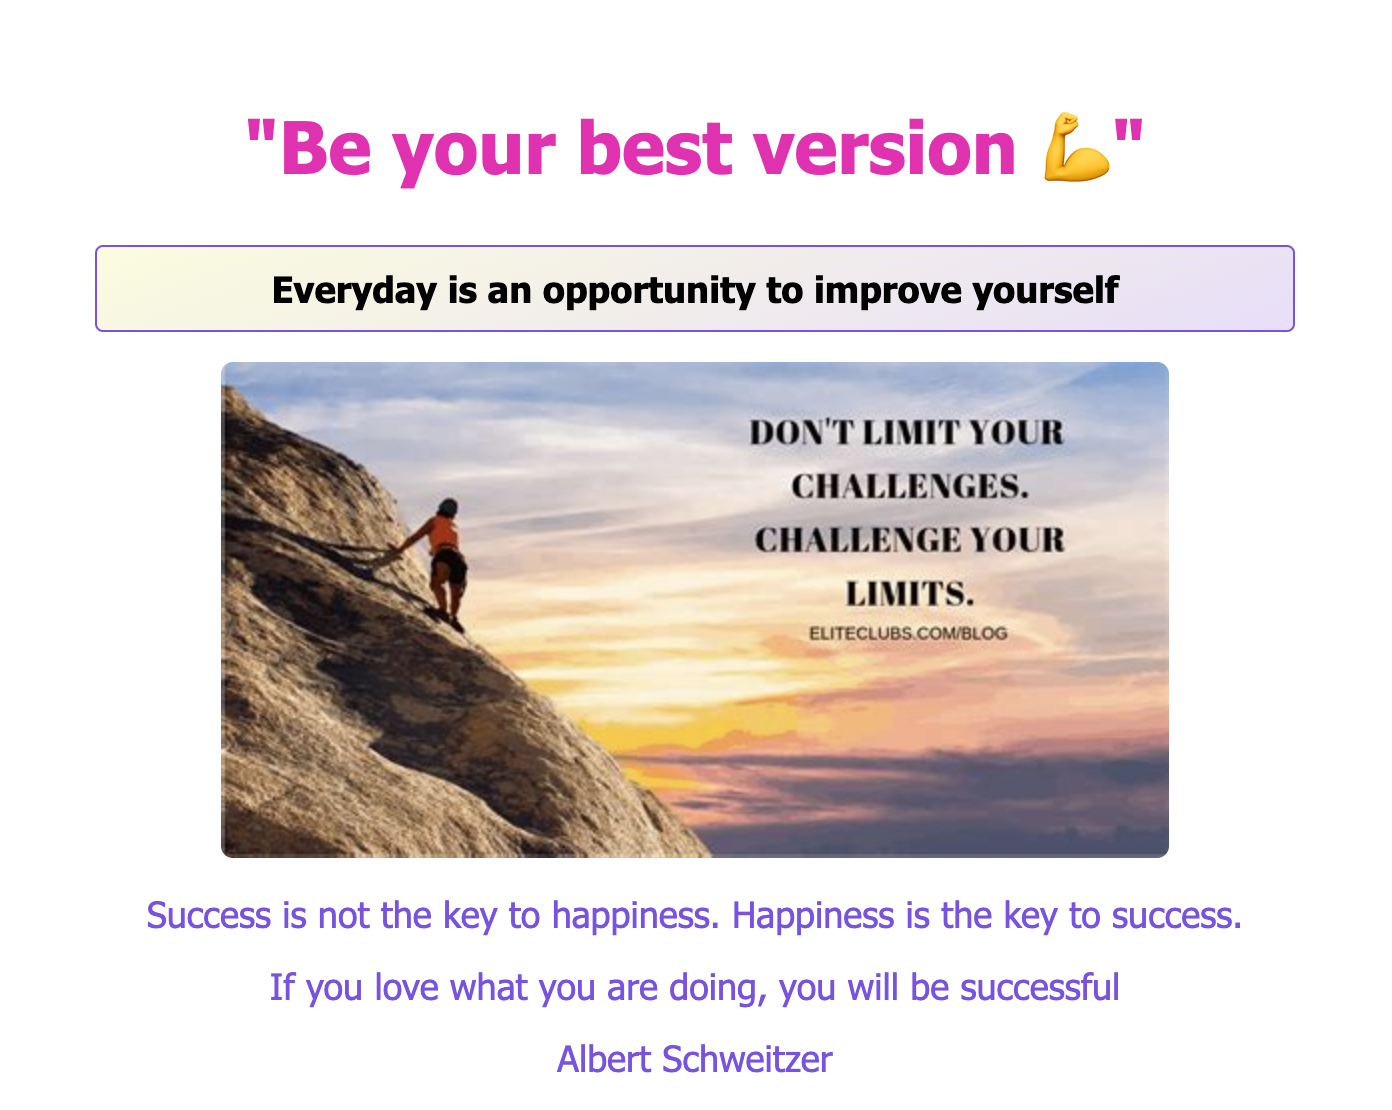 "Be your best version 💪"
Everyday is an opportunity to improve yourself
DON'T LIMIT YOUR
CHALLENGES.
CHALLENGE YOUR
LIMITS.
ELITECLUBS.COM/BLOG
Success is not the key to happiness. Happiness is the key to success.
If you love what you are doing, you will be successful
Albert Schweitzer